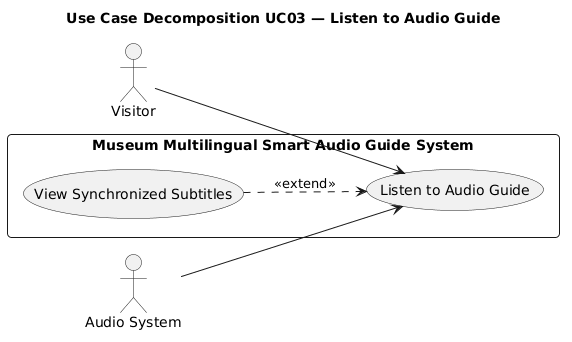 Use Case Decomposition UC03 — Listen to Audio Guide
Visitor
Museum Multilingual Smart Audio Guide System
«extend»
View Synchronized Subtitles
Listen to Audio Guide
Audio System